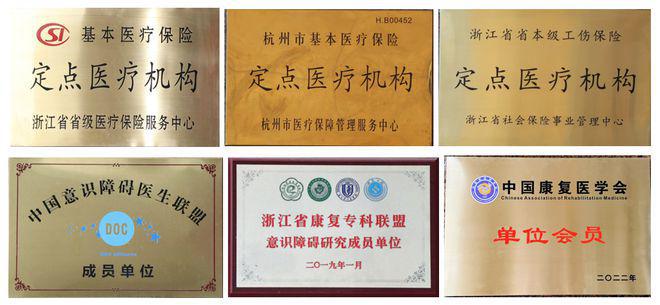 CSI
基本医疗保险
定点医疗机构
浙江省省级医疗保险服务中心
H.B00452
杭州市基本医疗保险
定点医疗机构
杭州市医疗保障管理服务中心
浙江省省本级工伤保险
定点医疗机构
浙江省社会保险事业管理中心
中国意识障碍医生联盟
DOC
成员单位
浙江省康复专科联盟
意识障碍研究成员单位
二〇一九年一月
中国康复医学会
Chinese Association of Rehabilitation Medicine
单位会员
二〇二二年